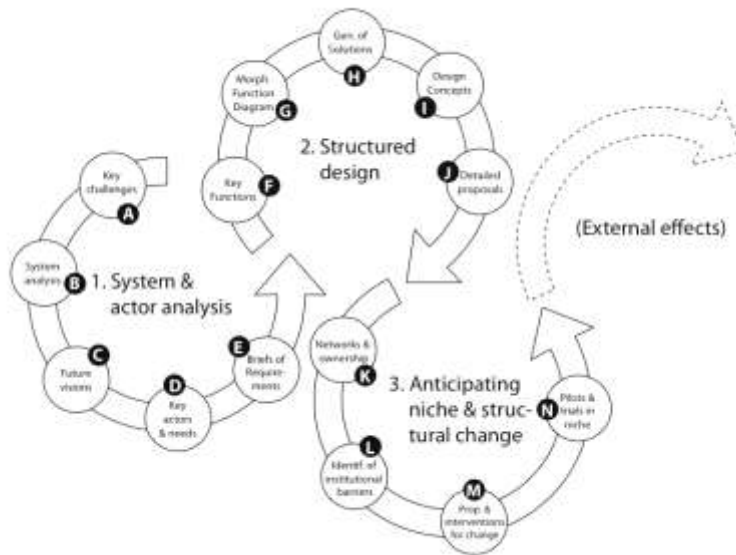 Key
challenges
A
System
analysis
B
Future
visions
C
Key
actors
& needs
D
Briefs of
Require-
ments
E
1. System &
actor analysis
Key
Functions
F
Morph.
Function
Diagram
G
Gen. of
Solutions
H
Design
Concepts
I
Detailed
proposals
J
2. Structured
design
Networks &
ownership
K
Identif. of
institutional
barriers
L
Prop. &
interventions
for change
M
Pilots &
trials in
niche
N
3. Anticipating
niche & struc-
tural change
(External effects)